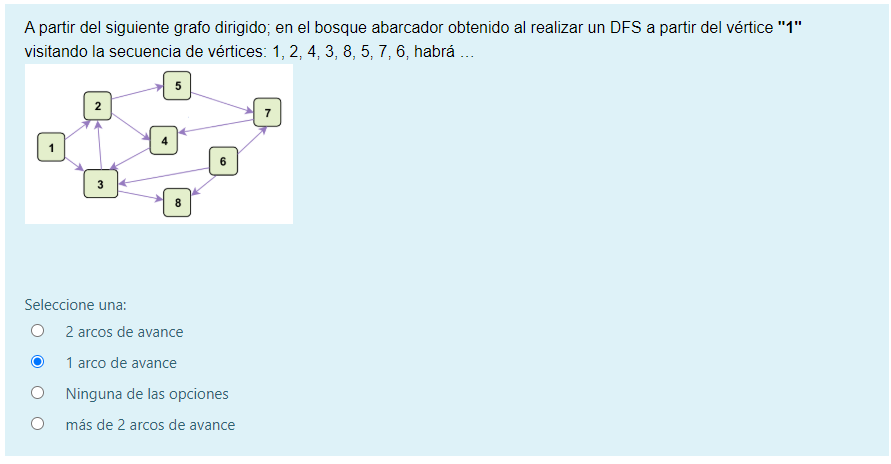 A partir del siguiente grafo dirigido; en el bosque abarcador obtenido al realizar un DFS a partir del vértice "1"
visitando la secuencia de vértices: 1, 2, 4, 3, 8, 5, 7, 6, habrá ...
5
2
7
4
1
6
3
8
Seleccione una:
2 arcos de avance
1 arco de avance
Ninguna de las opciones
más de 2 arcos de avance